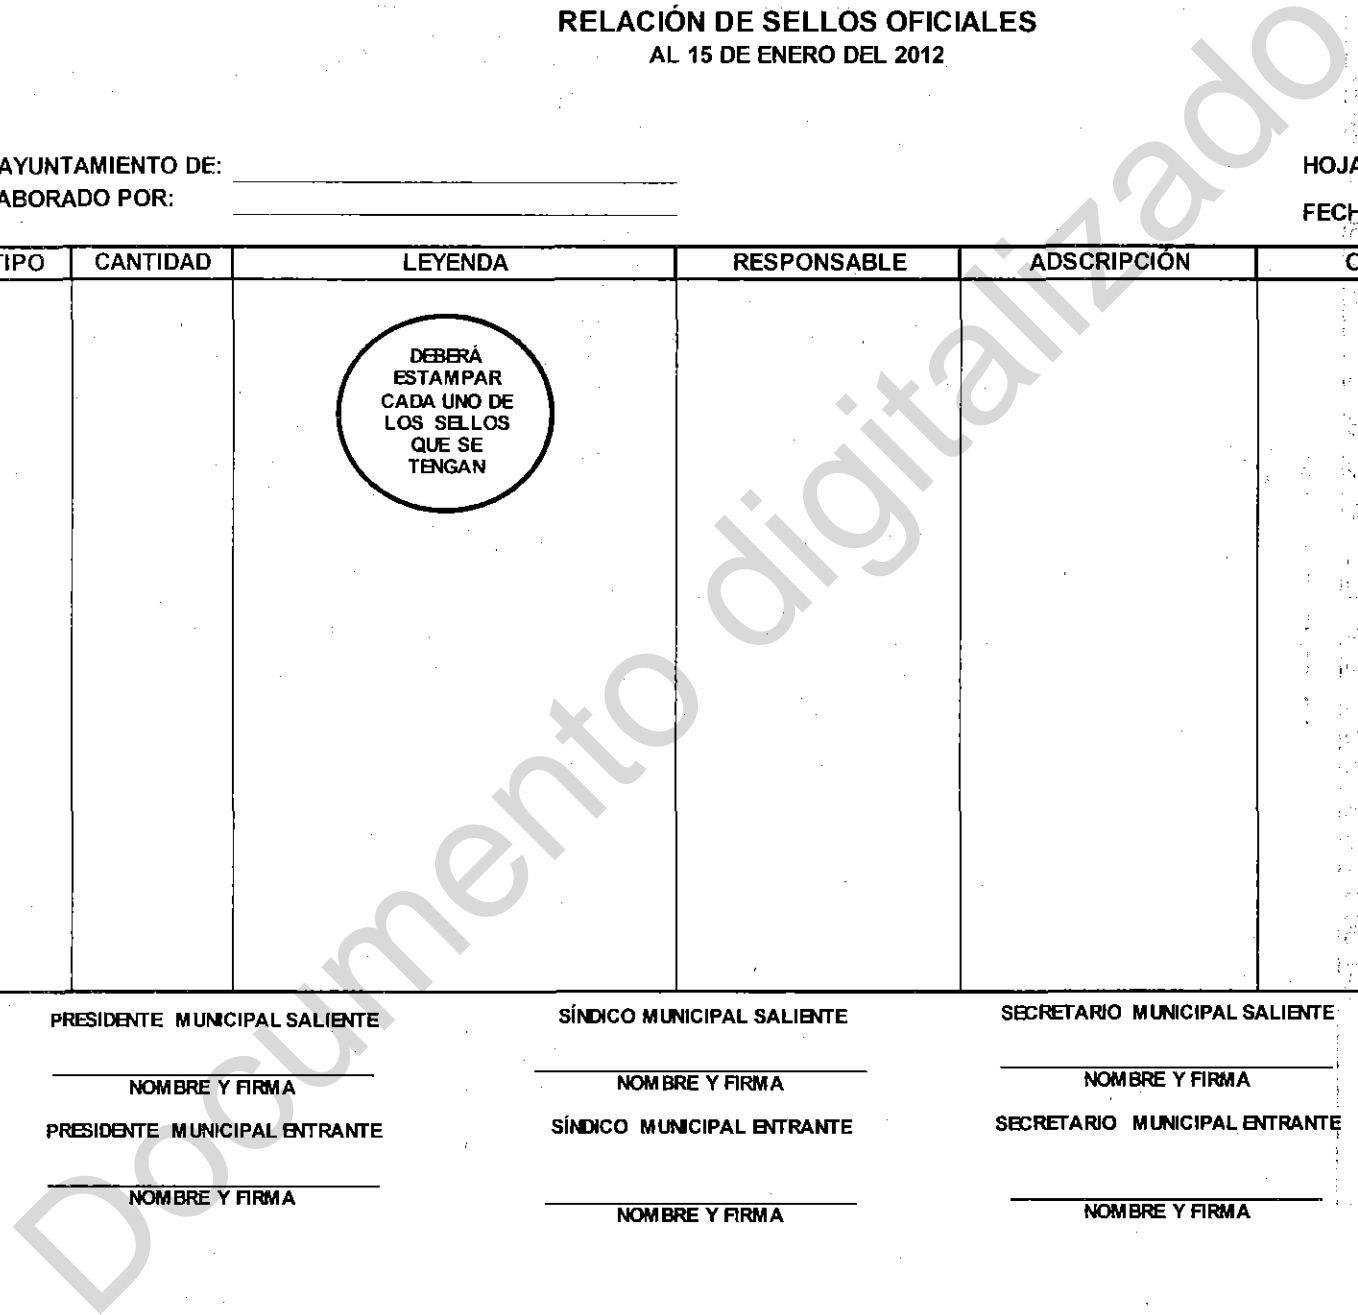 RELACIÓN DE SELLOS OFICIALES
AL 15 DE ENERO DEL 2012
AYUNTAMIENTO DE:
HOJA
ABORADO POR:
FECH
TIPO CANTIDAD LEYENDA RESPONSABLE ADSCRIPCIÓN
DEBERÁ
ESTAMPAR
CADA UNO DE
LOS SELLOS
QUE SE
TENGAN
PRESIDENTE MUNICIPAL SALIENTE SÍNDICO MUNICIPAL SALIENTE SECRETARIO MUNICIPAL SALIENTE
NOMBRE Y FIRMA NOMBRE Y FIRMA NOMBRE Y FIRMA
PRESIDENTE MUNICIPAL ENTRANTE SÍNDICO MUNICIPAL ENTRANTE SECRETARIO MUNICIPAL ENTRANTE
NOMBRE Y FIRMA NOMBRE Y FIRMA NOMBRE Y FIRMA
Documento digitalizado